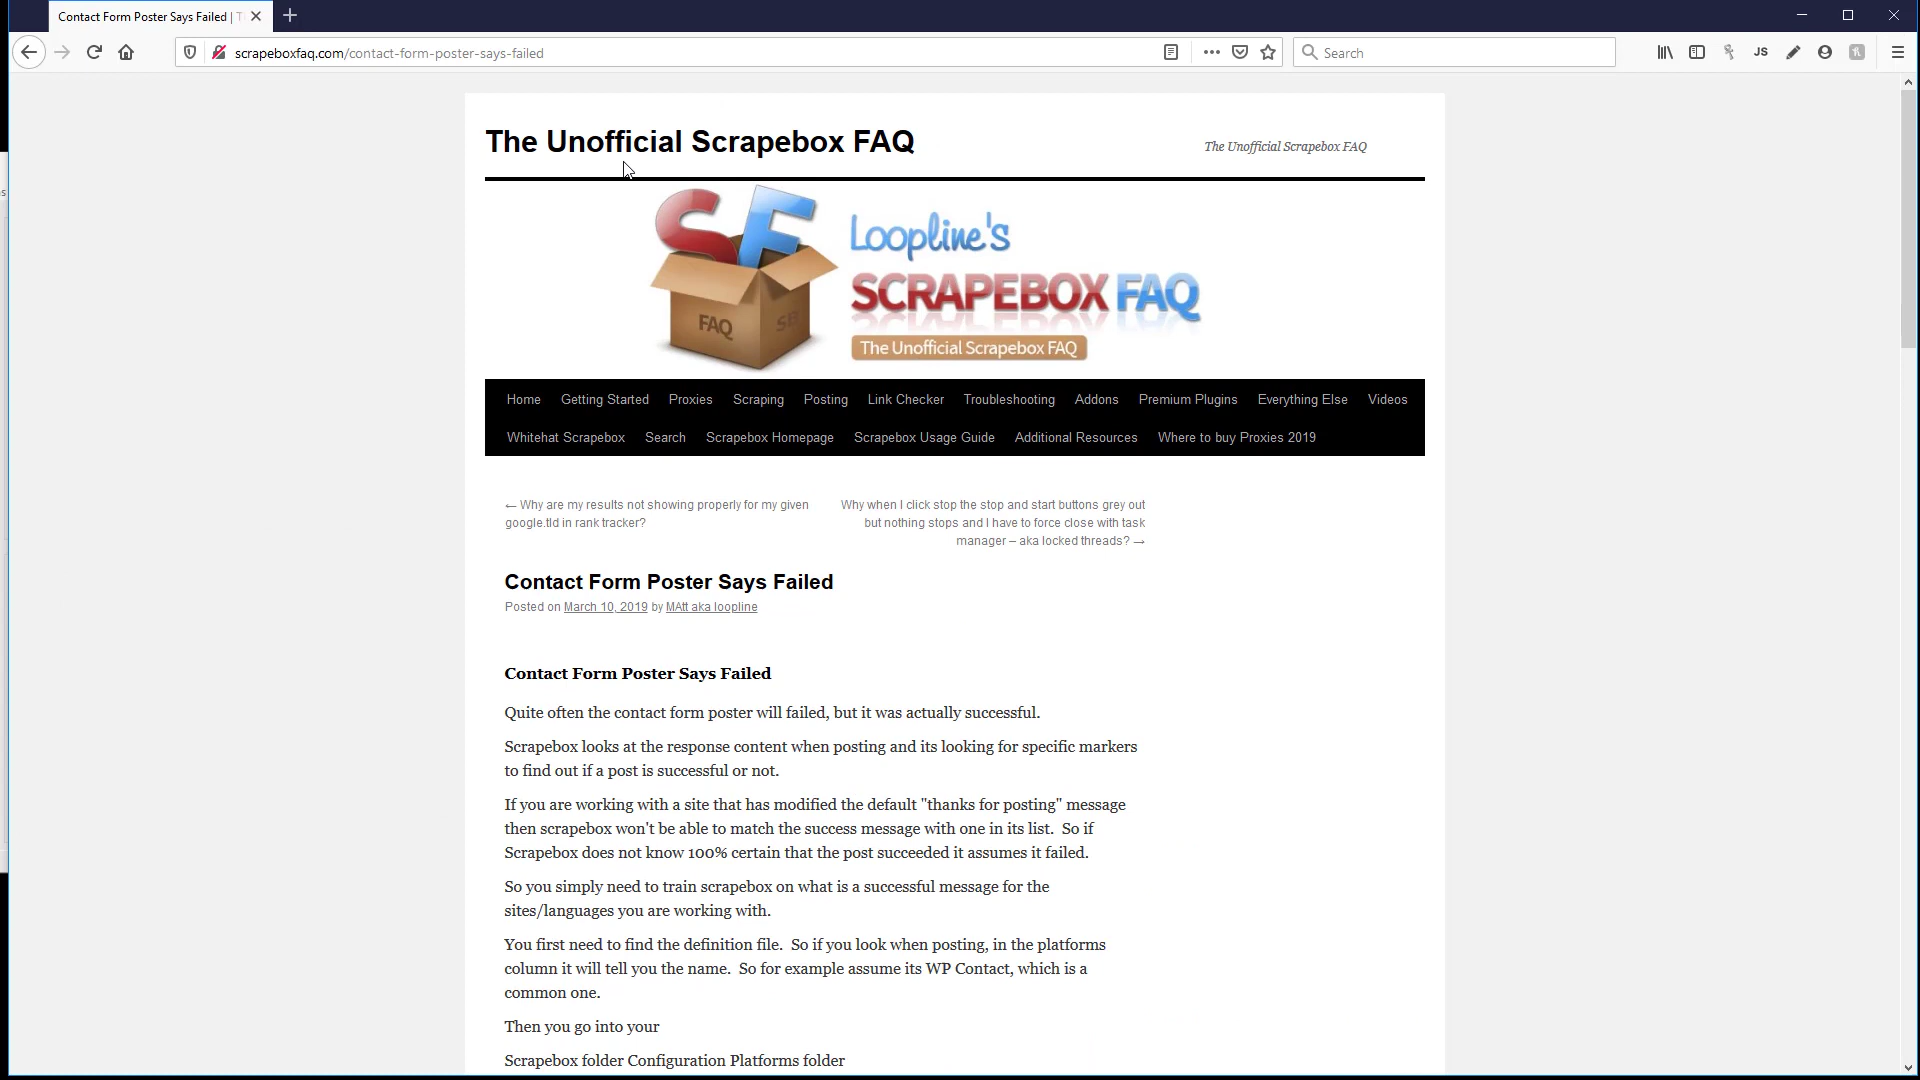 Contact Form Poster Says Failed | T
scrapeboxfaq.com/contact-form-poster-says-failed
Search
JS
The Unofficial Scrapebox FAQ
The Unofficial Scrapebox FAQ
SF
Loopline's
SCRAPEBOX FAQ
FAQ
SB
The Unofficial Scrapebox FAQ
Home Getting Started Proxies Scraping Posting Link Checker Troubleshooting Addons Premium Plugins Everything Else Videos
Whitehat Scrapebox Search Scrapebox Homepage Scrapebox Usage Guide Additional Resources Where to buy Proxies 2019
← Why are my results not showing properly for my given
google.tld in rank tracker?
Why when I click stop the stop and start buttons grey out
but nothing stops and I have to force close with task
manager – aka locked threads? →
Contact Form Poster Says Failed
Posted on March 10, 2019 by MAtt aka loopline
Contact Form Poster Says Failed
Quite often the contact form poster will failed, but it was actually successful.
Scrapebox looks at the response content when posting and its looking for specific markers
to find out if a post is successful or not.
If you are working with a site that has modified the default "thanks for posting" message
then scrapebox won't be able to match the success message with one in its list.  So if
Scrapebox does not know 100% certain that the post succeeded it assumes it failed.
So you simply need to train scrapebox on what is a successful message for the
sites/languages you are working with.
You first need to find the definition file.  So if you look when posting, in the platforms
column it will tell you the name.  So for example assume its WP Contact, which is a
common one.
Then you go into your
Scrapebox folder Configuration Platforms folder